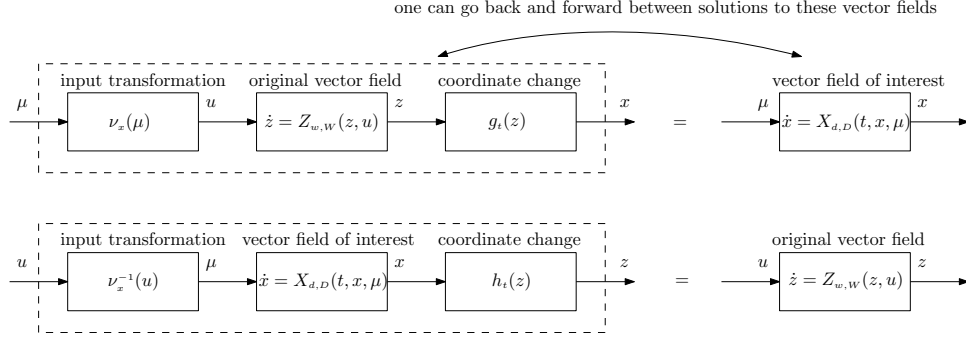 one can go back and forward between solutions to these vector fields
input transformation original vector field coordinate change vector field of interest
μ u z x μ x
ν_x(μ) ż = Z_{w,W}(z, u) g_t(z) = ẋ = X_{d,D}(t, x, μ)
input transformation vector field of interest coordinate change original vector field
u μ x z u z
ν_x^{-1}(u) ẋ = X_{d,D}(t, x, μ) h_t(z) = ż = Z_{w,W}(z, u)